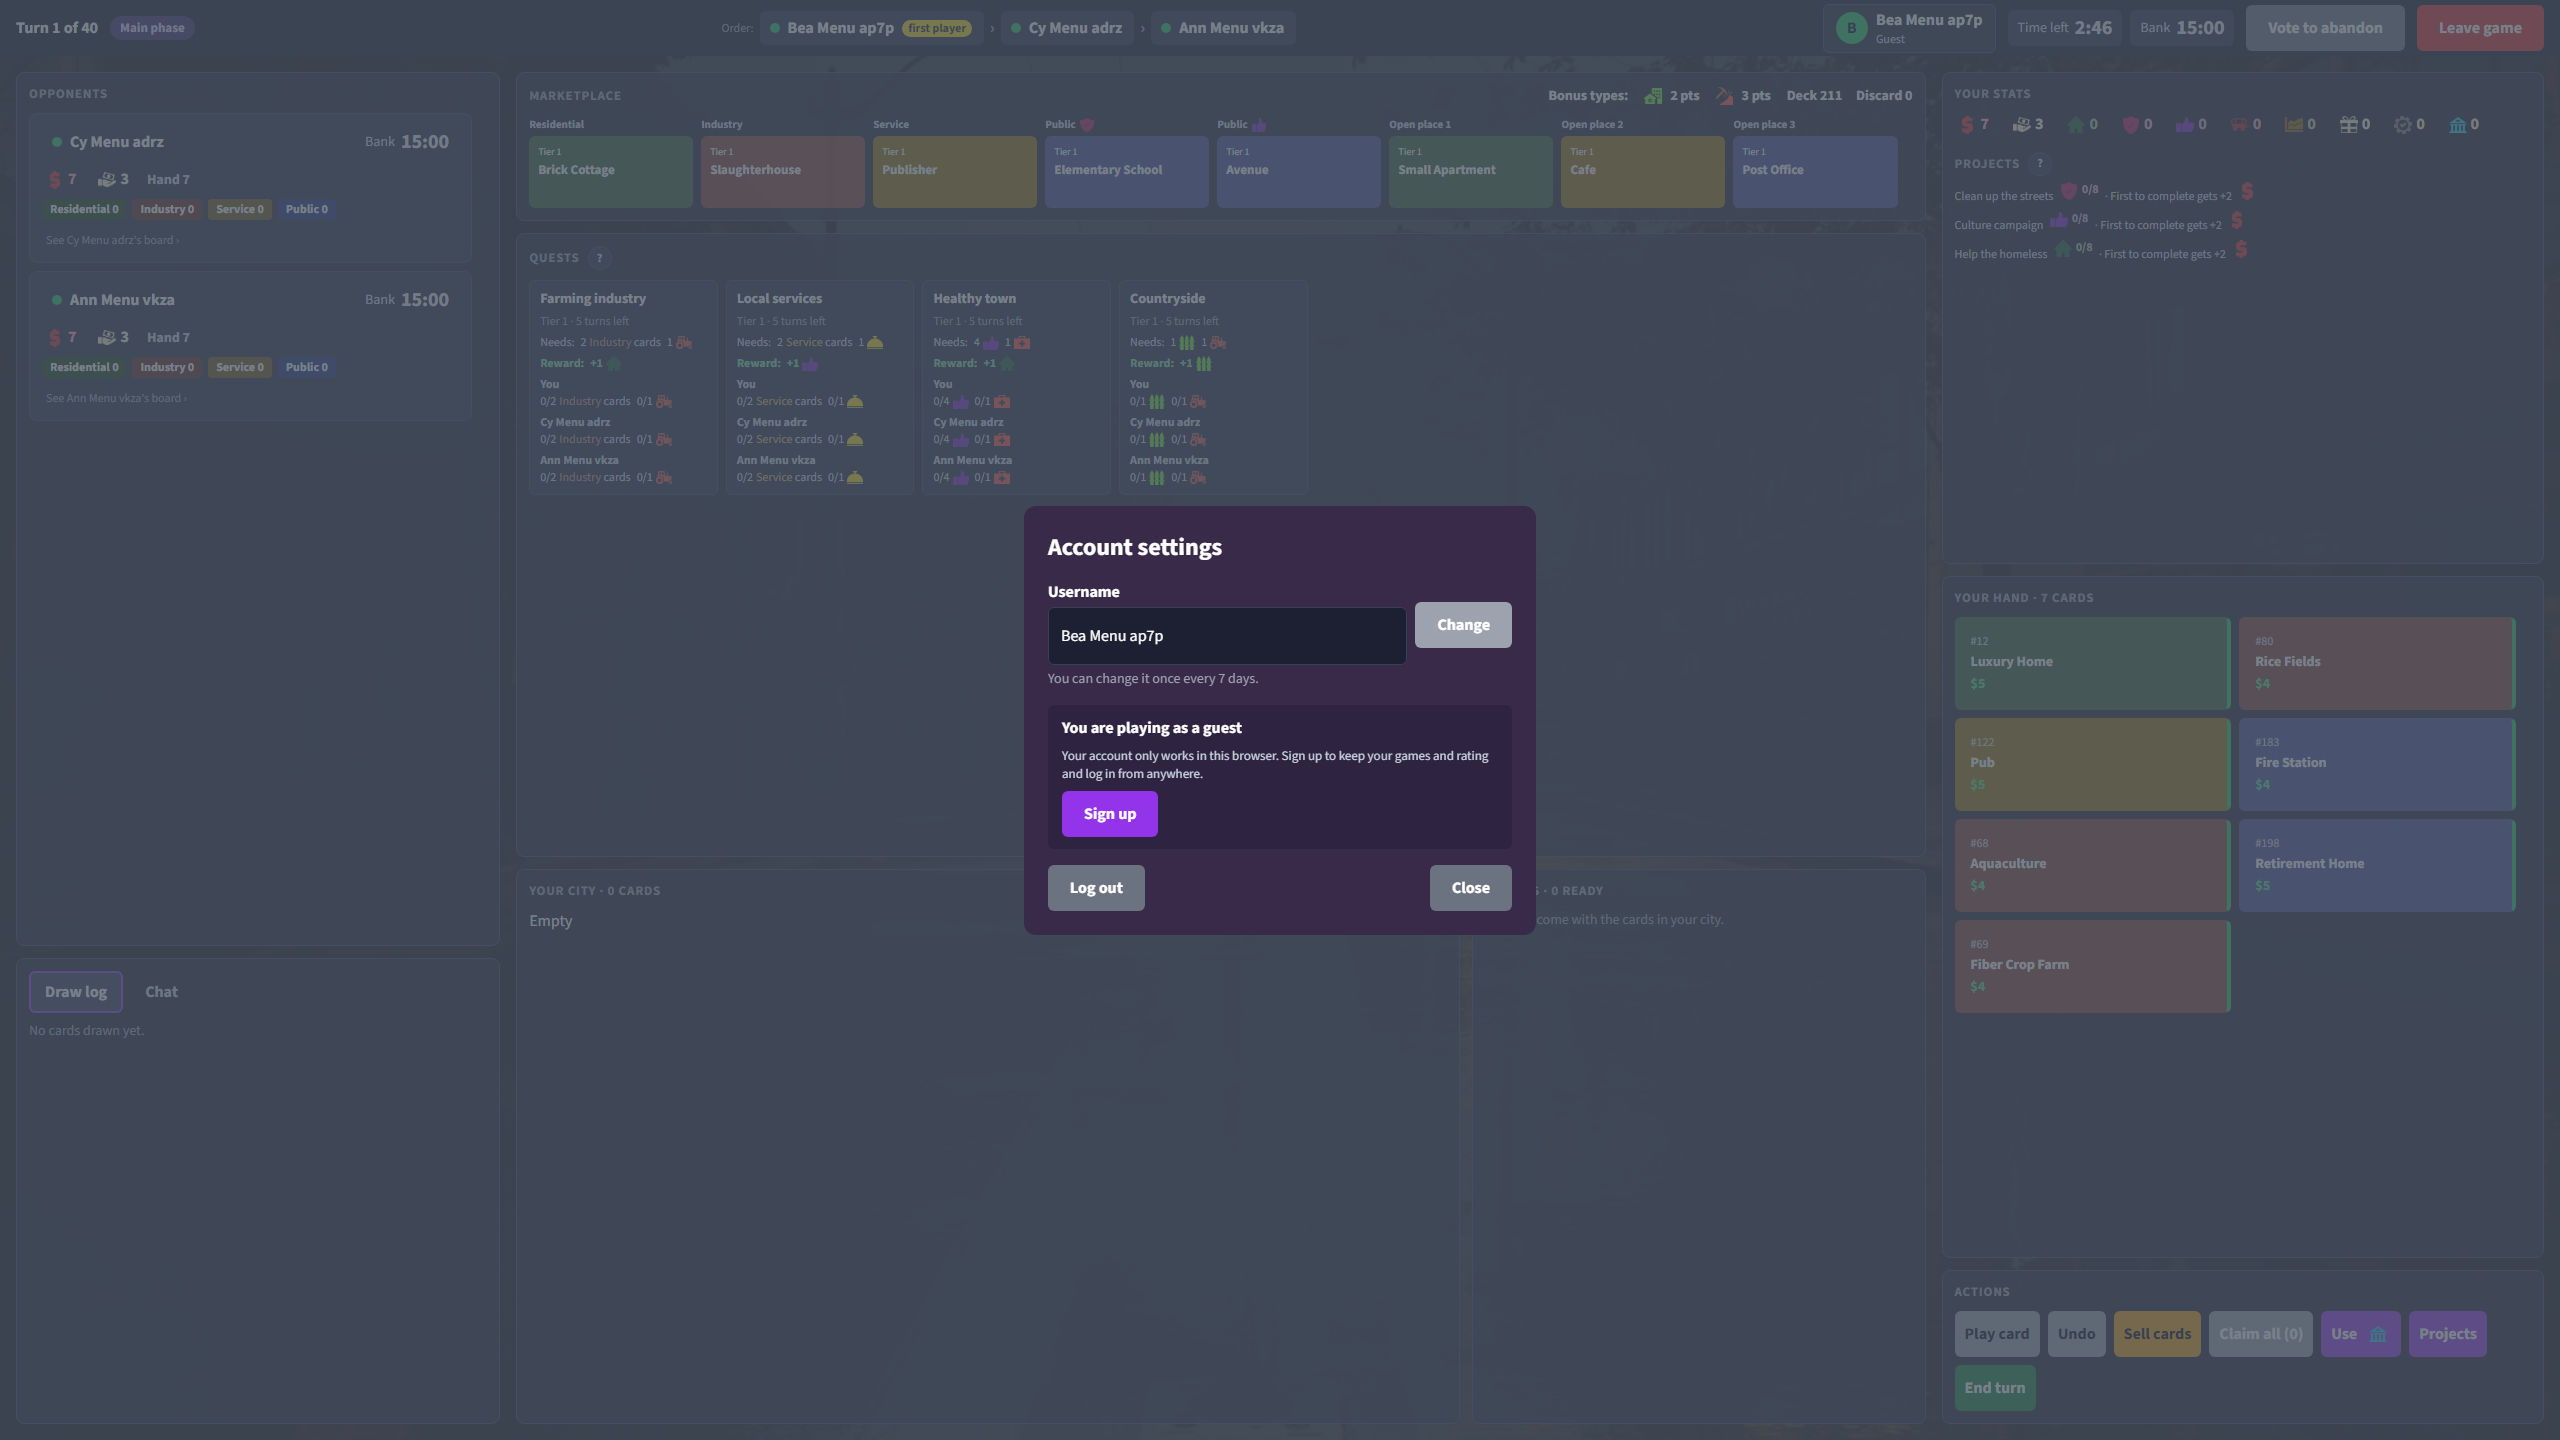 Turn 1 of 40 Main phase
Order: Bea Menu ap7p first player › Cy Menu adrz › Ann Menu vkza
B Bea Menu ap7p
Guest
Time left 2:46 Bank 15:00 Vote to abandon Leave game
OPPONENTS
Cy Menu adrz Bank 15:00
7 3 Hand 7
Residential 0 Industry 0 Service 0 Public 0
See Cy Menu adrz's board ›
Ann Menu vkza Bank 15:00
7 3 Hand 7
Residential 0 Industry 0 Service 0 Public 0
See Ann Menu vkza's board ›
MARKETPLACE Bonus types: 2 pts 3 pts Deck 211 Discard 0
Residential Industry Service Public Public Open place 1 Open place 2 Open place 3
Tier 1 Tier 1 Tier 1 Tier 1 Tier 1 Tier 1 Tier 1 Tier 1
Brick Cottage Slaughterhouse Publisher Elementary School Avenue Small Apartment Cafe Post Office
QUESTS ?
Farming industry
Tier 1 · 5 turns left
Needs: 2 Industry cards 1
Reward: +1
You
0/2 Industry cards 0/1
Cy Menu adrz
0/2 Industry cards 0/1
Ann Menu vkza
0/2 Industry cards 0/1
Local services
Tier 1 · 5 turns left
Needs: 2 Service cards 1
Reward: +1
You
0/2 Service cards 0/1
Cy Menu adrz
0/2 Service cards 0/1
Ann Menu vkza
0/2 Service cards 0/1
Healthy town
Tier 1 · 5 turns left
Needs: 4 1
Reward: +1
You
0/4 0/1
Cy Menu adrz
0/4 0/1
Ann Menu vkza
0/4 0/1
Countryside
Tier 1 · 5 turns left
Needs: 1 1
Reward: +1
You
0/1 0/1
Cy Menu adrz
0/1 0/1
Ann Menu vkza
0/1 0/1
YOUR STATS
$ 7 3 0 0 0 0 0 0 0 0
PROJECTS ?
Clean up the streets 0/8 · First to complete gets +2 $
Culture campaign 0/8 · First to complete gets +2 $
Help the homeless 0/8 · First to complete gets +2 $
Account settings
Username
Bea Menu ap7p
Change
You can change it once every 7 days.
You are playing as a guest
Your account only works in this browser. Sign up to keep your games and rating
and log in from anywhere.
Sign up
Log out Close
YOUR CITY · 0 CARDS
Empty
· 0 READY
come with the cards in your city.
Draw log Chat
No cards drawn yet.
YOUR HAND · 7 CARDS
#12
Luxury Home
$5
#80
Rice Fields
$4
#122
Pub
$5
#183
Fire Station
$4
#68
Aquaculture
$4
#198
Retirement Home
$5
#69
Fiber Crop Farm
$4
ACTIONS
Play card Undo Sell cards Claim all (0) Use Projects
End turn